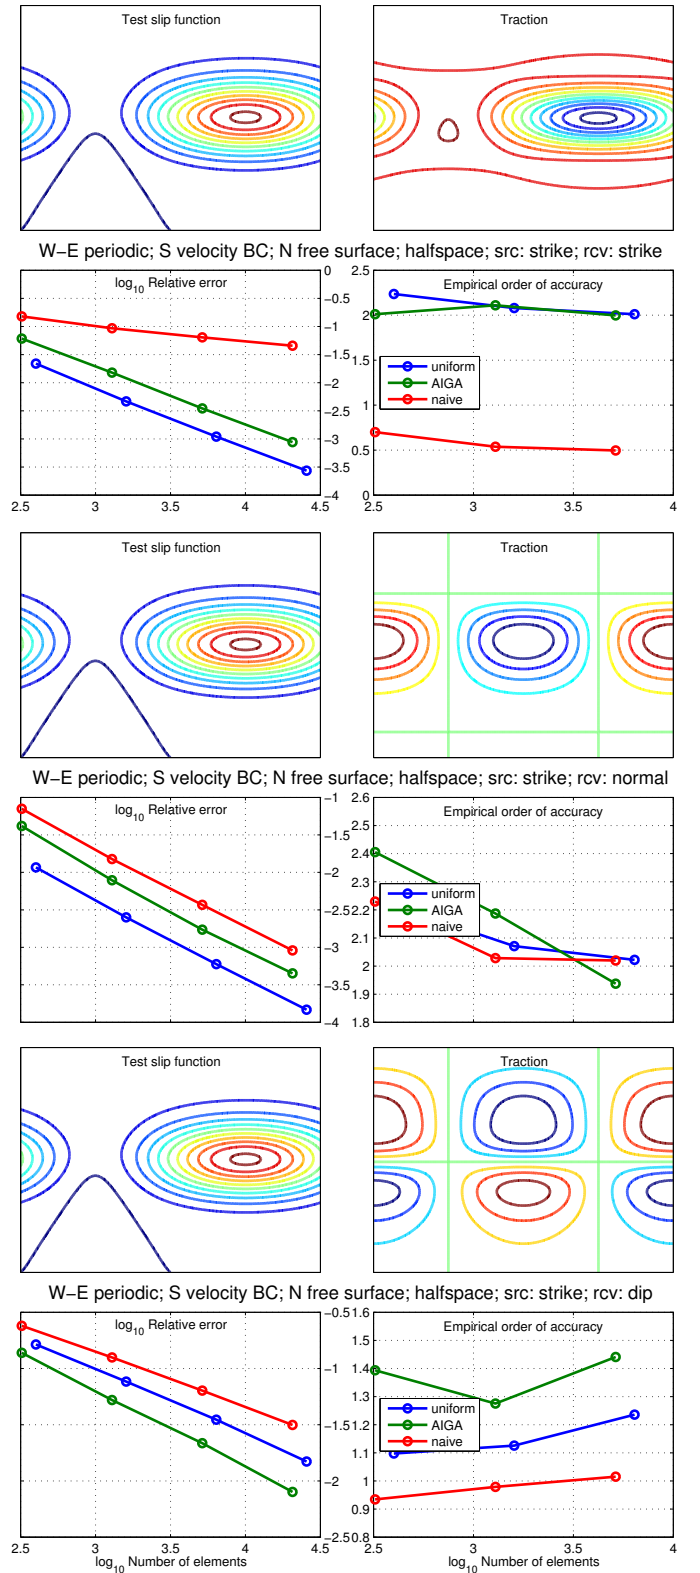 Test slip function
Traction
W−E periodic; S velocity BC; N free surface; halfspace; src: strike; rcv: strike
log10 Relative error
0
−0.5
−1
−1.5
−2
−2.5
−3
−3.5
−4
2.5 3 3.5 4 4.5
Empirical order of accuracy
2.5
2
1.5
1
0.5
0
uniform
AIGA
naive
2.5 3 3.5 4
Test slip function
Traction
W−E periodic; S velocity BC; N free surface; halfspace; src: strike; rcv: normal
log10 Relative error
−1
−1.5
−2
−2.5
−3
−3.5
−4
Empirical order of accuracy
2.6
2.5
2.4
2.3
2.2
2.1
2
1.9
1.8
uniform
AIGA
naive
Test slip function
Traction
W−E periodic; S velocity BC; N free surface; halfspace; src: strike; rcv: dip
log10 Relative error
−0.5
−1
−1.5
−2
−2.5
2.5 3 3.5 4 4.5
log10 Number of elements
Empirical order of accuracy
1.6
1.5
1.4
1.3
1.2
1.1
1
0.9
0.8
uniform
AIGA
naive
2.5 3 3.5 4
log10 Number of elements